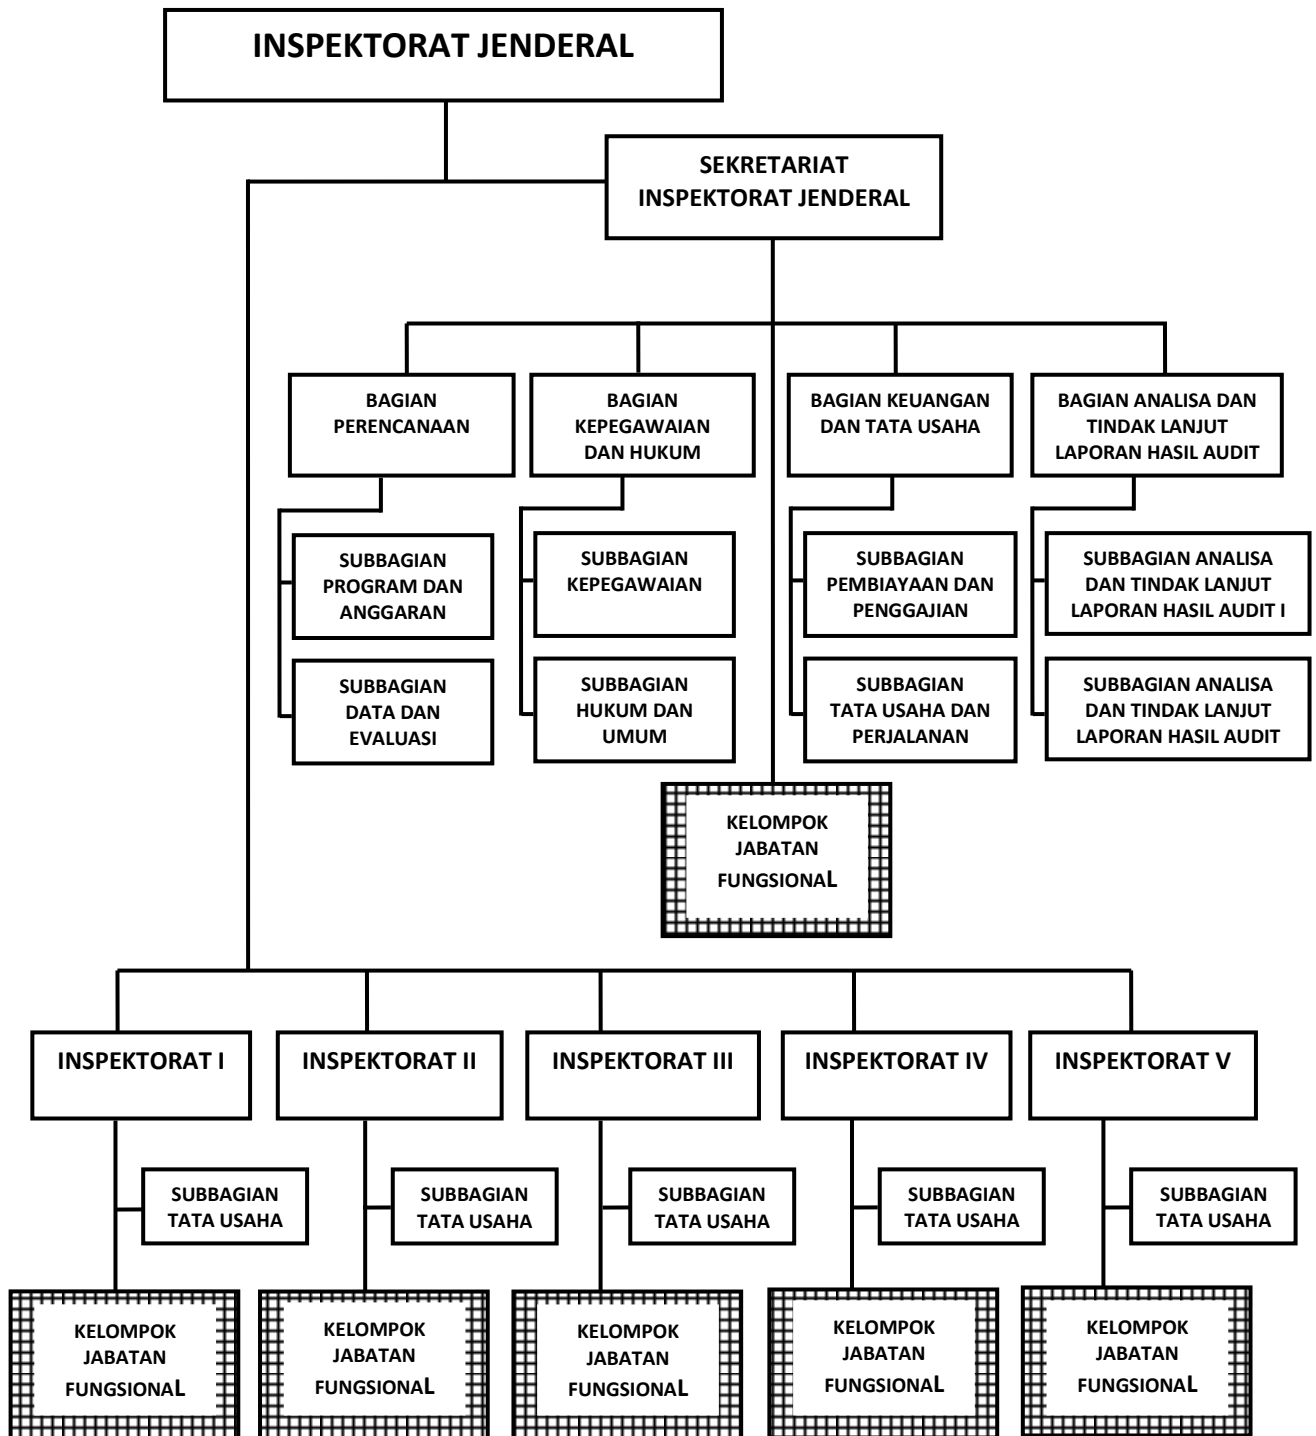 INSPEKTORAT JENDERAL
SEKRETARIAT
INSPEKTORAT JENDERAL
BAGIAN
PERENCANAAN
BAGIAN
KEPEGAWAIAN
DAN HUKUM
BAGIAN KEUANGAN
DAN TATA USAHA
BAGIAN ANALISA DAN
TINDAK LANJUT
LAPORAN HASIL AUDIT
SUBBAGIAN
PROGRAM DAN
ANGGARAN
SUBBAGIAN
KEPEGAWAIAN
SUBBAGIAN
PEMBIAYAAN DAN
PENGGAJIAN
SUBBAGIAN ANALISA
DAN TINDAK LANJUT
LAPORAN HASIL AUDIT I
SUBBAGIAN
DATA DAN
EVALUASI
SUBBAGIAN
HUKUM DAN
UMUM
SUBBAGIAN
TATA USAHA DAN
PERJALANAN
SUBBAGIAN ANALISA
DAN TINDAK LANJUT
LAPORAN HASIL AUDIT
KELOMPOK
JABATAN
FUNGSIONAL
INSPEKTORAT I
INSPEKTORAT II
INSPEKTORAT III
INSPEKTORAT IV
INSPEKTORAT V
SUBBAGIAN
TATA USAHA
SUBBAGIAN
TATA USAHA
SUBBAGIAN
TATA USAHA
SUBBAGIAN
TATA USAHA
SUBBAGIAN
TATA USAHA
KELOMPOK
JABATAN
FUNGSIONAL
KELOMPOK
JABATAN
FUNGSIONAL
KELOMPOK
JABATAN
FUNGSIONAL
KELOMPOK
JABATAN
FUNGSIONAL
KELOMPOK
JABATAN
FUNGSIONAL